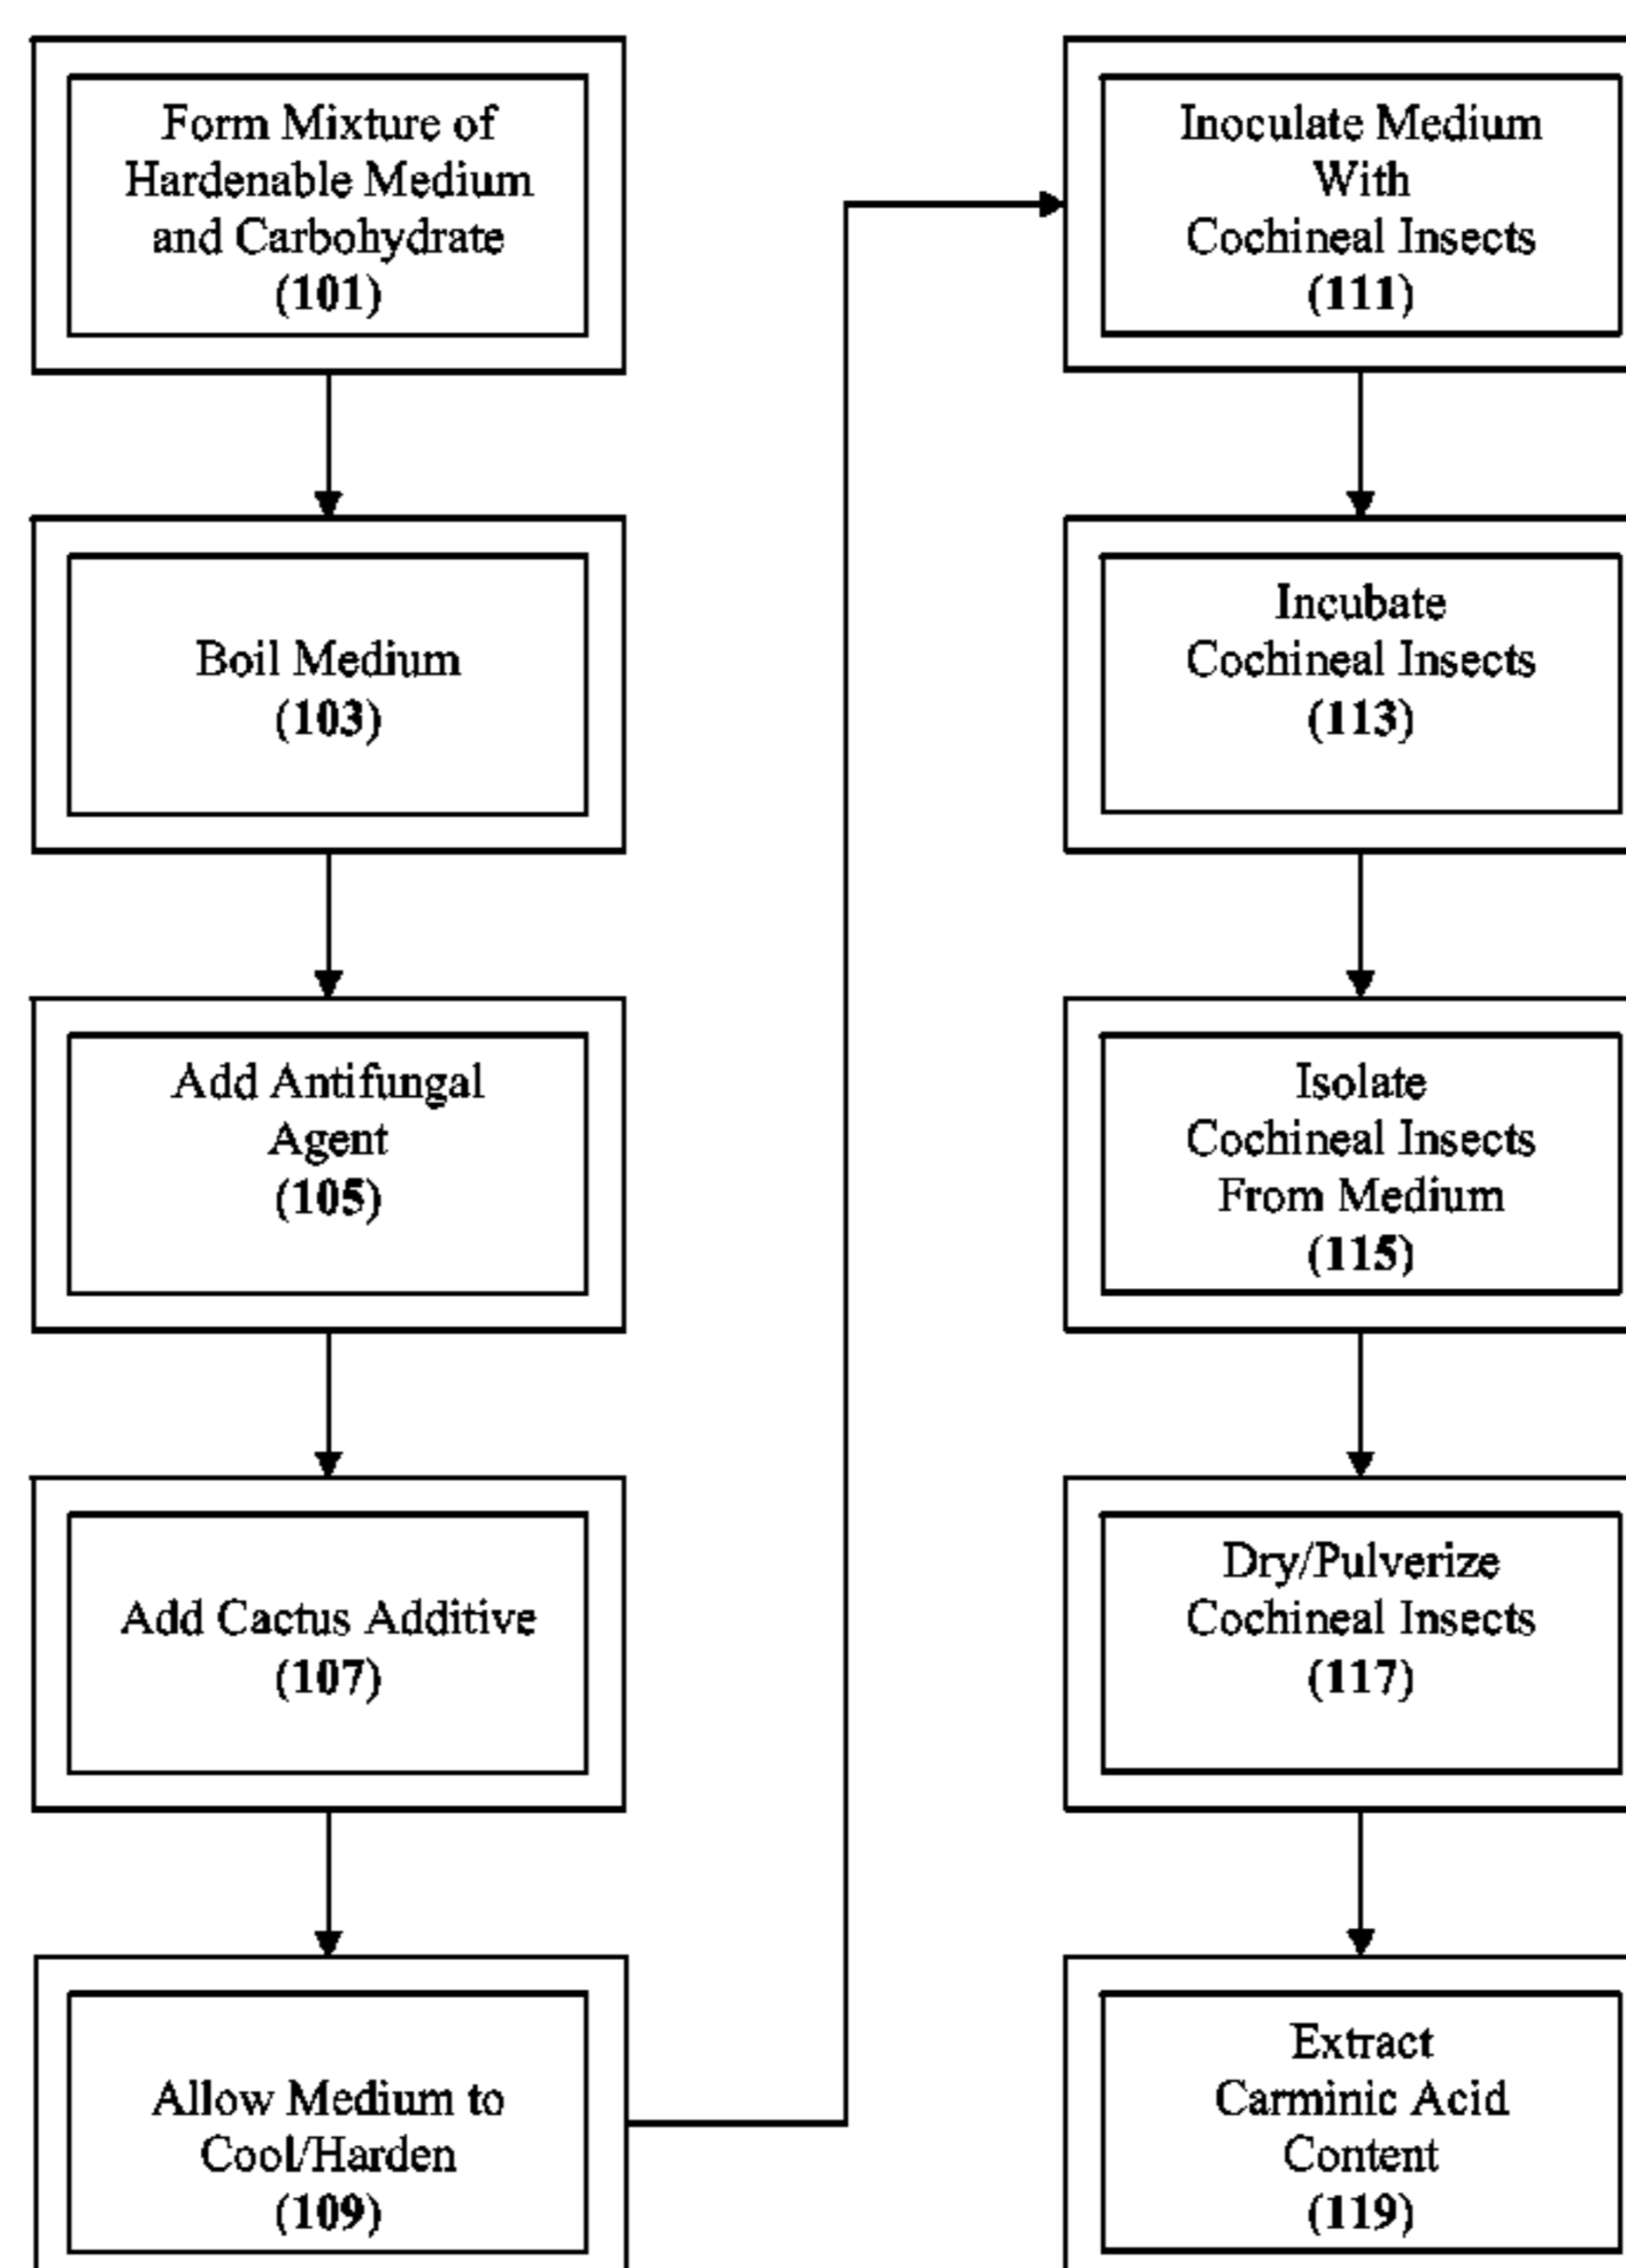 Form Mixture of
Hardenable Medium
and Carbohydrate
(101)
Boil Medium
(103)
Add Antifungal
Agent
(105)
Add Cactus Additive
(107)
Allow Medium to
Cool/Harden
(109)
Inoculate Medium
With
Cochineal Insects
(111)
Incubate
Cochineal Insects
(113)
Isolate
Cochineal Insects
From Medium
(115)
Dry/Pulverize
Cochineal Insects
(117)
Extract
Carminic Acid
Content
(119)